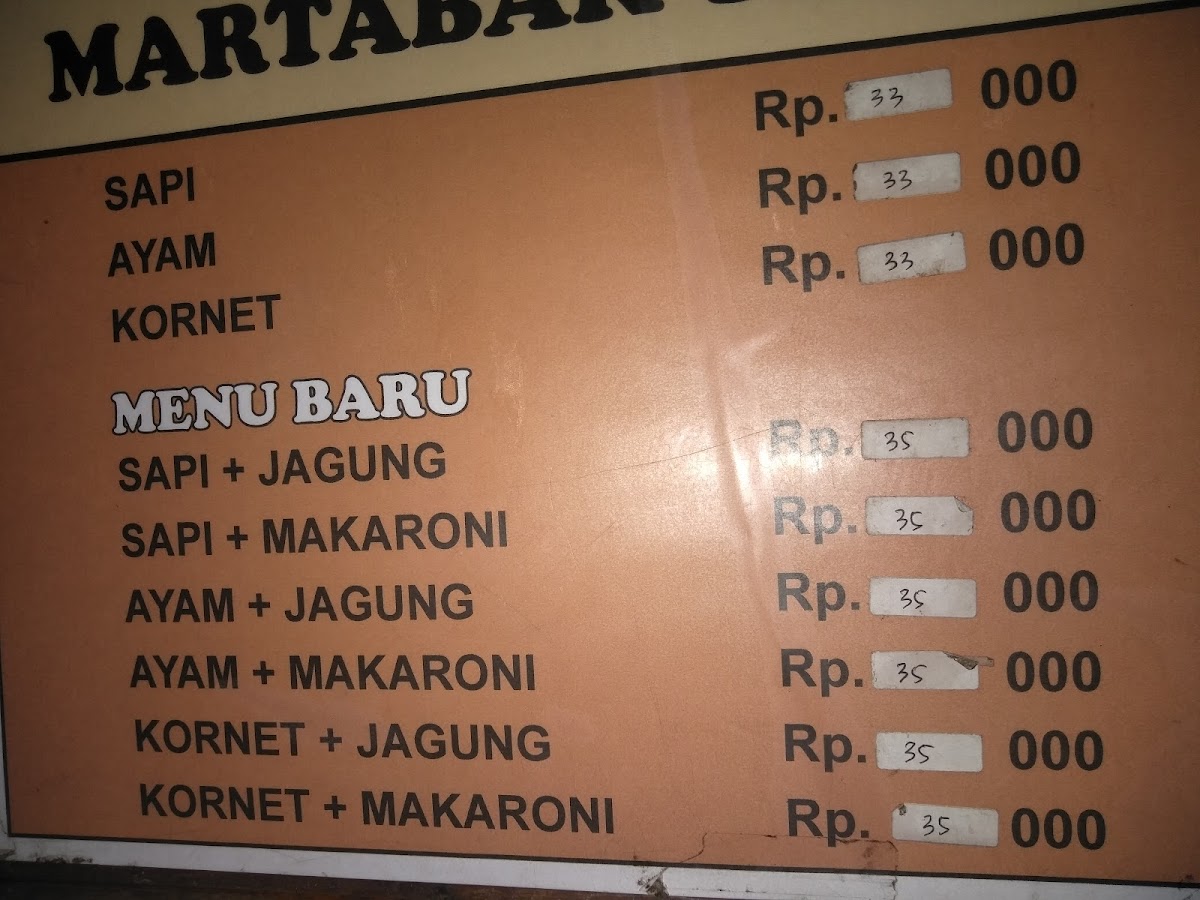 MARTABAK
SAPI Rp. 33 000
AYAM Rp. 33 000
KORNET Rp. 33 000
MENU BARU
SAPI + JAGUNG Rp. 35 000
SAPI + MAKARONI Rp. 35 000
AYAM + JAGUNG Rp. 35 000
AYAM + MAKARONI Rp. 35 000
KORNET + JAGUNG Rp. 35 000
KORNET + MAKARONI Rp. 35 000